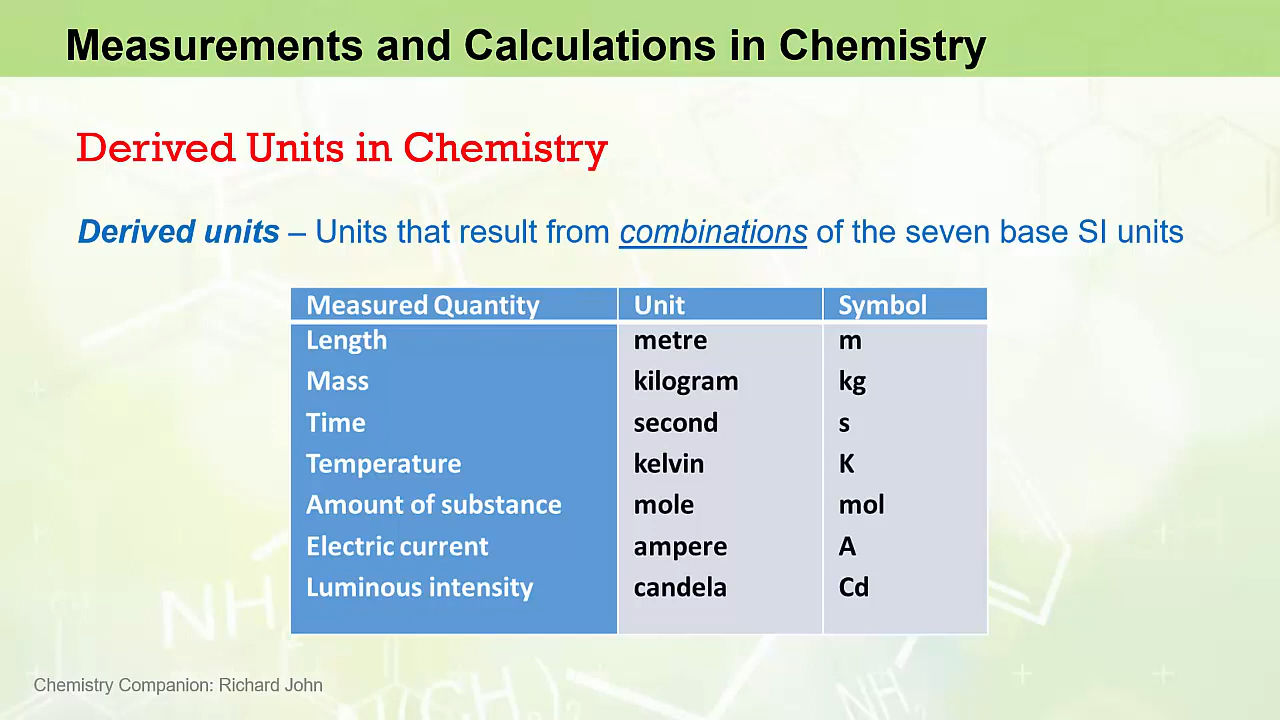 Measurements and Calculations in Chemistry
Derived Units in Chemistry
Derived units – Units that result from combinations of the seven base SI units
Measured Quantity Unit Symbol
Length metre m
Mass kilogram kg
Time second s
Temperature kelvin K
Amount of substance mole mol
Electric current ampere A
Luminous intensity candela Cd
NH
NH
Chemistry Companion: Richard John